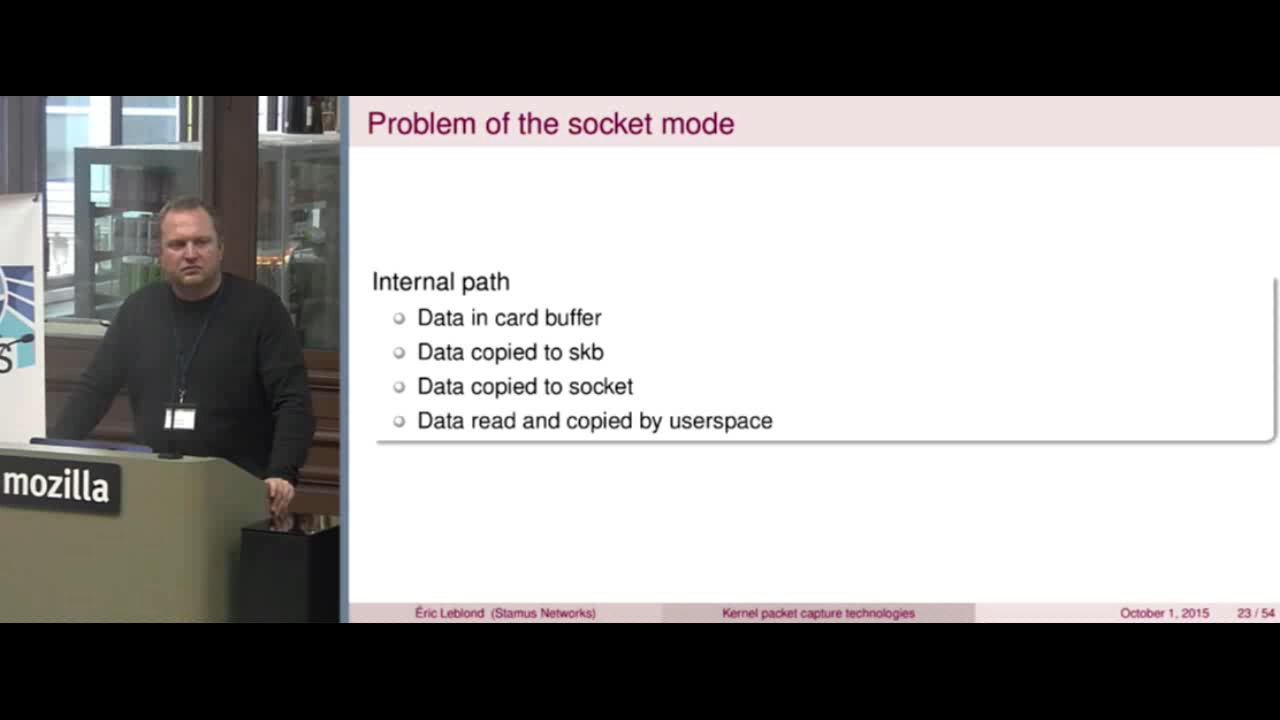 Problem of the socket mode
Internal path
Data in card buffer
Data copied to skb
Data copied to socket
Data read and copied by userspace
Éric Leblond (Stamus Networks)
Kernel packet capture technologies
October 1, 2015
23 / 54
mozilla
S